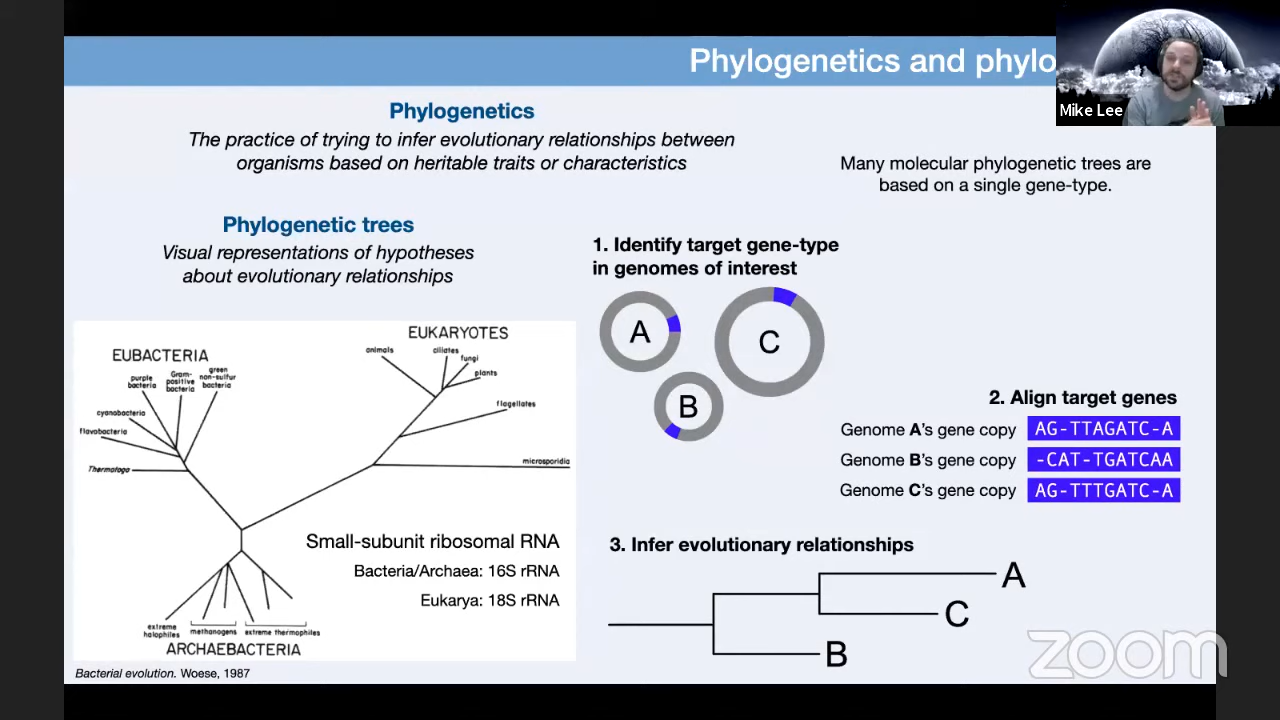 Phylogenetics and phylo
Mike Lee
Phylogenetics
The practice of trying to infer evolutionary relationships between
organisms based on heritable traits or characteristics
Many molecular phylogenetic trees are
based on a single gene-type.
Phylogenetic trees
Visual representations of hypotheses
about evolutionary relationships
1. Identify target gene-type
in genomes of interest
A
C
B
EUBACTERIA
purple
bacteria
Gram-
positive
bacteria
green
non-sulfur
bacteria
cyanobacteria
flavobacteria
Thermotoga
EUKARYOTES
animals
ciliates
fungi
plants
flagellates
microsporidia
Small-subunit ribosomal RNA
Bacteria/Archaea: 16S rRNA
Eukarya: 18S rRNA
extreme
halophiles
methanogens
extreme thermophiles
ARCHAEBACTERIA
Bacterial evolution. Woese, 1987
2. Align target genes
Genome A's gene copy AG-TTAGATC-A
Genome B's gene copy -CAT-TGATCAA
Genome C's gene copy AG-TTTGATC-A
3. Infer evolutionary relationships
A
C
B
zoom